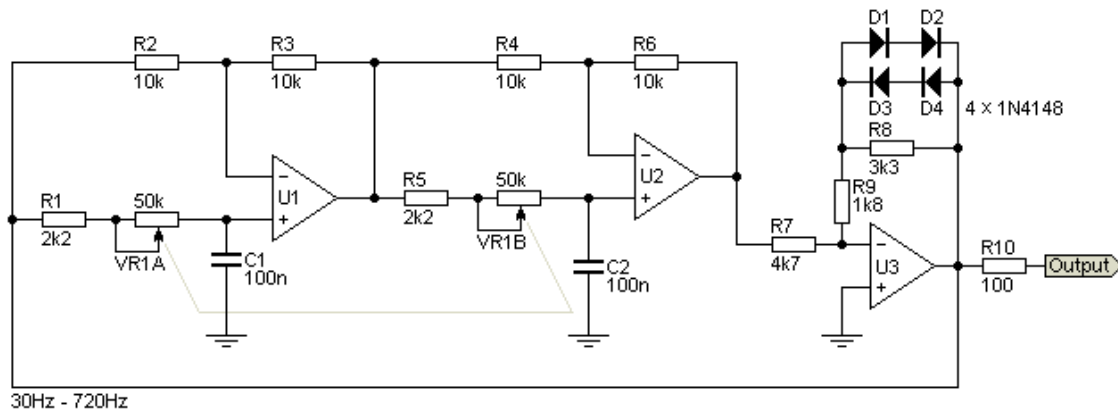 D1
D2
R2
R3
R4
R6
10k
10k
10k
10k
D3
D4
4 × 1N4148
R8
3k3
−
U1
+
−
U2
+
R1
50k
2k2
VR1A
R5
50k
2k2
VR1B
R9
1k8
R7
4k7
−
U3
+
R10
100
Output
C1
100n
C2
100n
30Hz - 720Hz